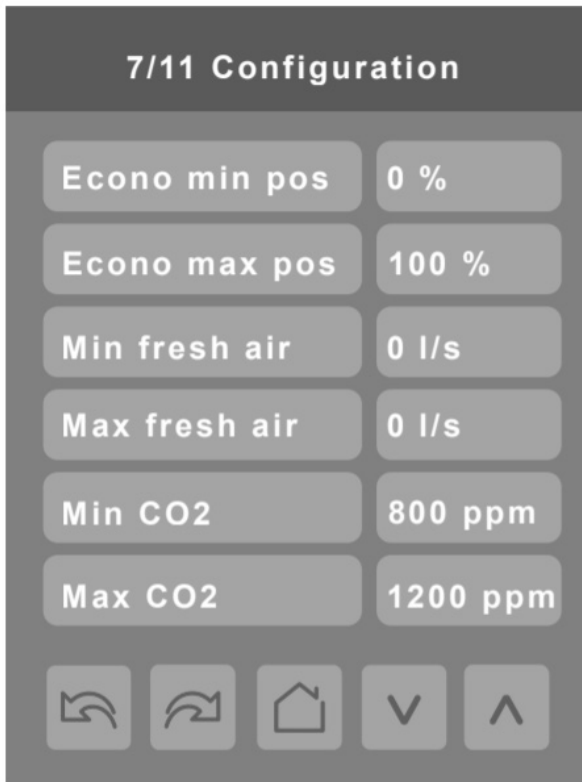 7/11 Configuration
Econo min pos 0 %
Econo max pos 100 %
Min fresh air 0 l/s
Max fresh air 0 l/s
Min CO2 800 ppm
Max CO2 1200 ppm